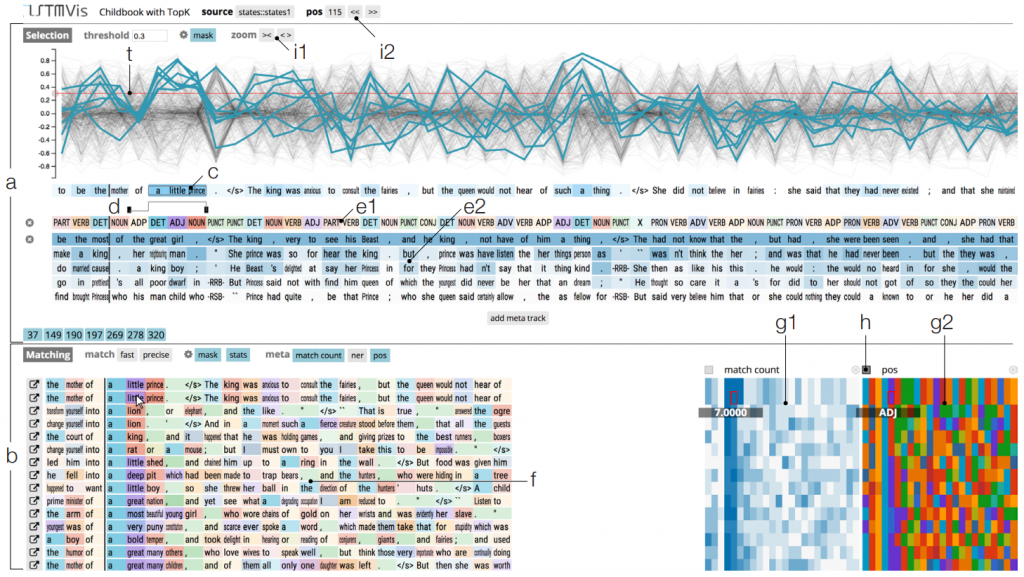 LSTMVis Childbook with TopK source states::states1 pos 115 << >>
Selection threshold 0.3 mask zoom >< <>
i1 i2
t
0.8
0.6
0.4
0.2
0.0
-0.2
-0.4
-0.6
-0.8
a
c
to be the mother of a little prince . </s> The king was anxious to consult the fairies , but the queen would not hear of such a thing . </s> She did not believe in fairies : she said that they had never existed ; and that she maintained
d
e1 e2
PART VERB DET NOUN ADP DET ADJ NOUN PUNCT PUNCT DET NOUN VERB ADJ PART VERB DET NOUN PUNCT CONJ DET NOUN VERB ADV VERB ADP ADJ DET NOUN PUNCT X PRON VERB ADV VERB ADP NOUN PUNCT PRON VERB ADP PRON VERB ADV VERB PUNCT CONJ ADP PRON VERB
be the most of the great girl , </s> The king , very to see his Beast , and he king , not have of him a thing , </s> She had not know that the , but had , she were been seen , and , she had that
make a king , her neighbouring man . " She prince was so for hear the king . but , prince was have listen the her things person as " was n't think the her , and was that the had to be , the when the was
do married cause . a king boy ; ' He Beast 's delighted at say her Princess in for they Princess had n't say that it thing kind . -RRB- She then as like his this . he would : the would no heard in for she , would the
go in prettiest 's all poor dwarf in -RRB- But Princess said not with find him queen of which the youngest did never be her that an dream ; " He thought so care it a 's for did would not got of so they the could her
find brought Princess who his man child who -RSB- `` Prince had quite , be that Prince ; who she queen said certainly allow , the as fellow for -RSB- But said very believe him that or she could nothing they could a known to or he her did a
add meta track
37 149 190 197 269 278 320
Matching match fast precise mask stats meta match count ner pos
g1 h g2
match count pos
7.0000 ADJ
b
f
the mother of a little prince . </s> The king was anxious to consult the fairies , but the queen would not hear of
the mother of a little prince . </s> The king was anxious to consult the fairies , but the queen would not hear of
transform yourself into a lion , or elephant , and the like . " </s> `` That is true , " answered the ogre
change yourself into a lion . ' </s> And in a moment such a fierce creature stood before them , that all the guests
the court of a king , and it happened that he was holding games , and giving prizes to the best runners , boxers
change yourself into a rat or a mouse ; but I must own to you I take this to be impossible . " </s>
led him into a little shed , and chained him up to a ring in the wall . </s> But food was given him
he fell into a deep pit which had been made to trap bears , and the hunters , who were hiding in a tree
happened to want a little boy , so she threw her ball in the direction of the hunters ' huts . </s> A child
prime minister of a great nation , and yet see what a degrading occupation I am reduced to . " </s> `` Listen to
the arm of a most beautiful young girl , who wore chains of gold on her wrists and was evidently her slave . "
youngest was of a very puny constitution , and scarce ever spoke a word , which made them take that for stupidity which was
a boy of a bold temper , and took delight in hearing or reading of conjurers , giants , and fairies ; and used
the humor of a great many others , who love wives to speak well , but think those very importunate who are continually doing
the mother of a great many children , and of them all only one daughter was left . </s> But then she was worth